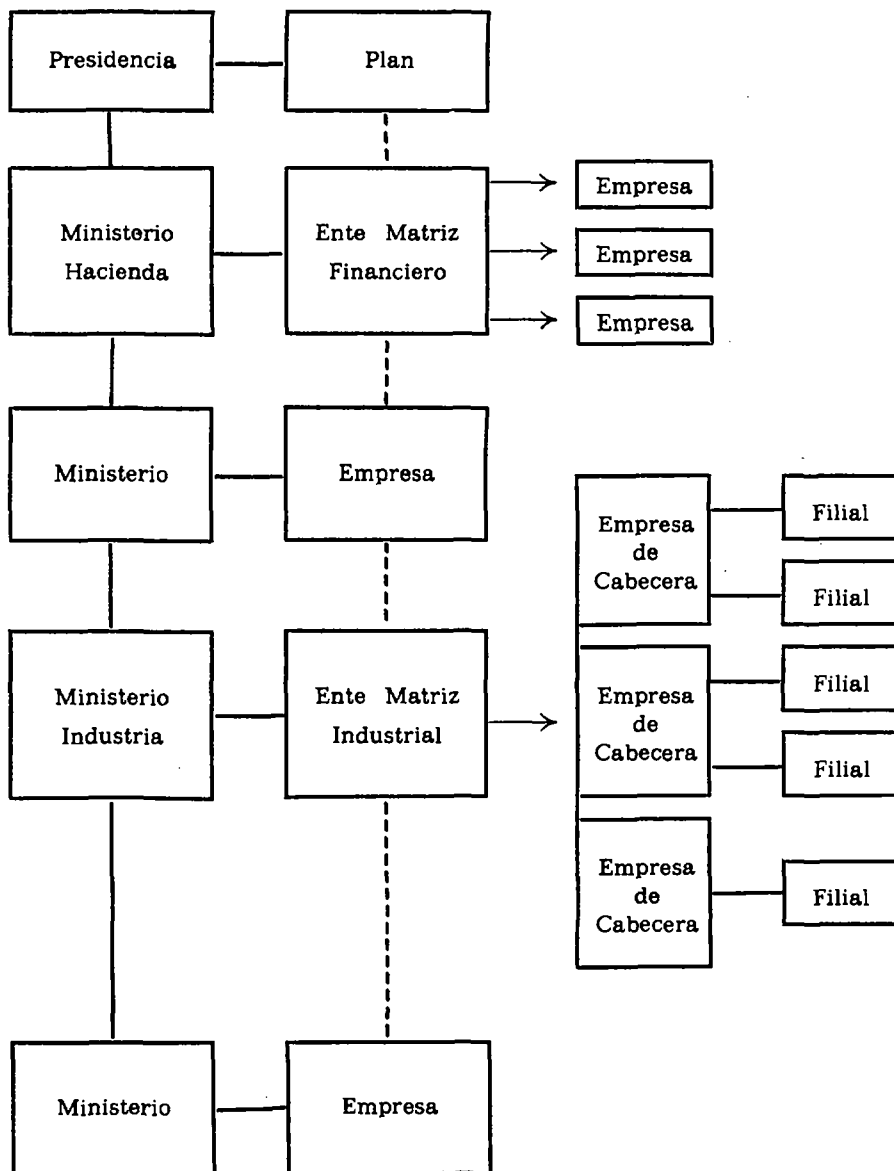 Presidencia
Plan
Ministerio
Hacienda
Ente Matriz
Financiero
Empresa
Empresa
Empresa
Ministerio
Empresa
Empresa
de
Cabecera
Filial
Filial
Ministerio
Industria
Ente Matriz
Industrial
Empresa
de
Cabecera
Filial
Filial
Empresa
de
Cabecera
Filial
Ministerio
Empresa